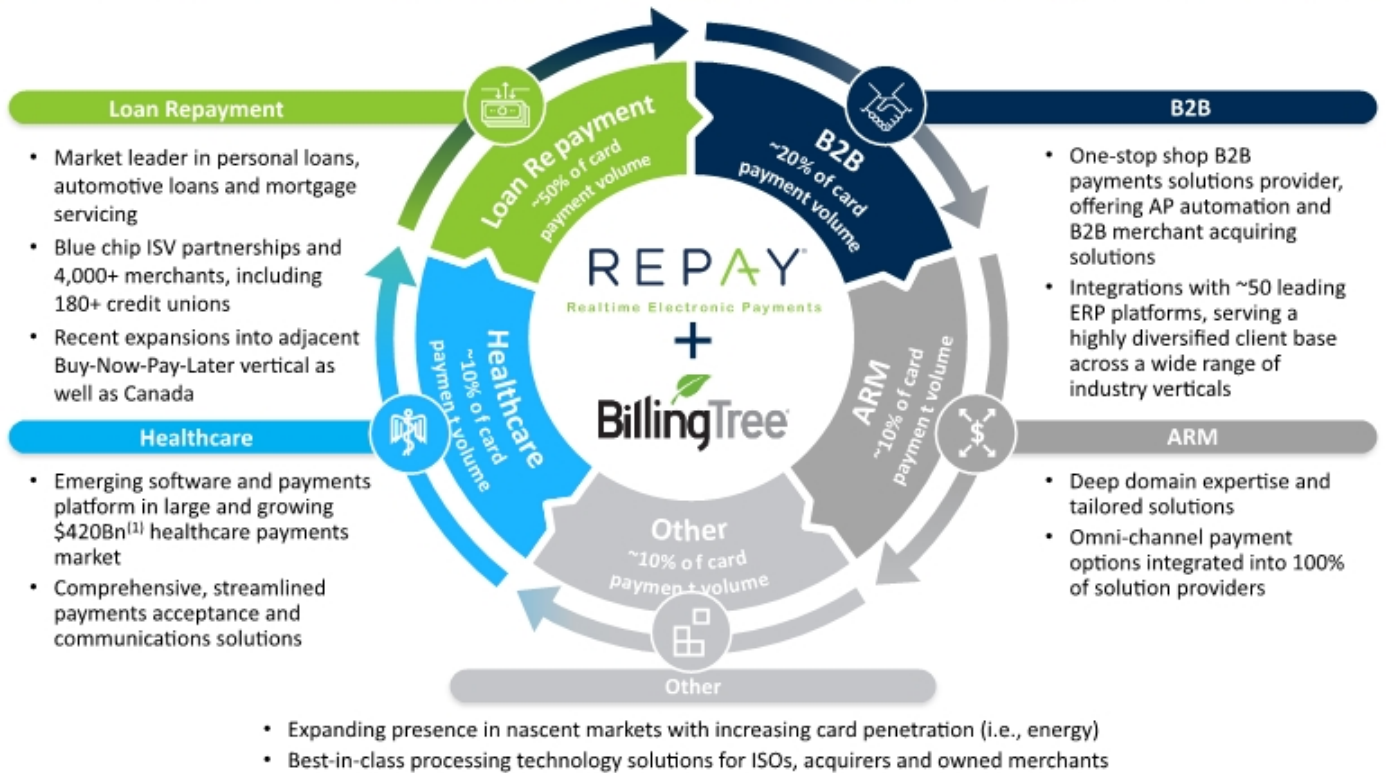 Loan Repayment
• Market leader in personal loans,
automotive loans and mortgage
servicing
• Blue chip ISV partnerships and
4,000+ merchants, including
180+ credit unions
• Recent expansions into adjacent
Buy-Now-Pay-Later vertical as
well as Canada
Healthcare
• Emerging software and payments
platform in large and growing
$420Bn(1) healthcare payments
market
• Comprehensive, streamlined
payments acceptance and
communications solutions
Loan Repayment
~50% of card
payment volume
B2B
~20% of card
payment volume
ARM
~10% of card
payment volume
Other
~10% of card
payment volume
Healthcare
~10% of card
payment volume
REPAY
Realtime Electronic Payments
+
BillingTree
B2B
• One-stop shop B2B
payments solutions provider,
offering AP automation and
B2B merchant acquiring
solutions
• Integrations with ~50 leading
ERP platforms, serving a
highly diversified client base
across a wide range of
industry verticals
ARM
• Deep domain expertise and
tailored solutions
• Omni-channel payment
options integrated into 100%
of solution providers
Other
• Expanding presence in nascent markets with increasing card penetration (i.e., energy)
• Best-in-class processing technology solutions for ISOs, acquirers and owned merchants